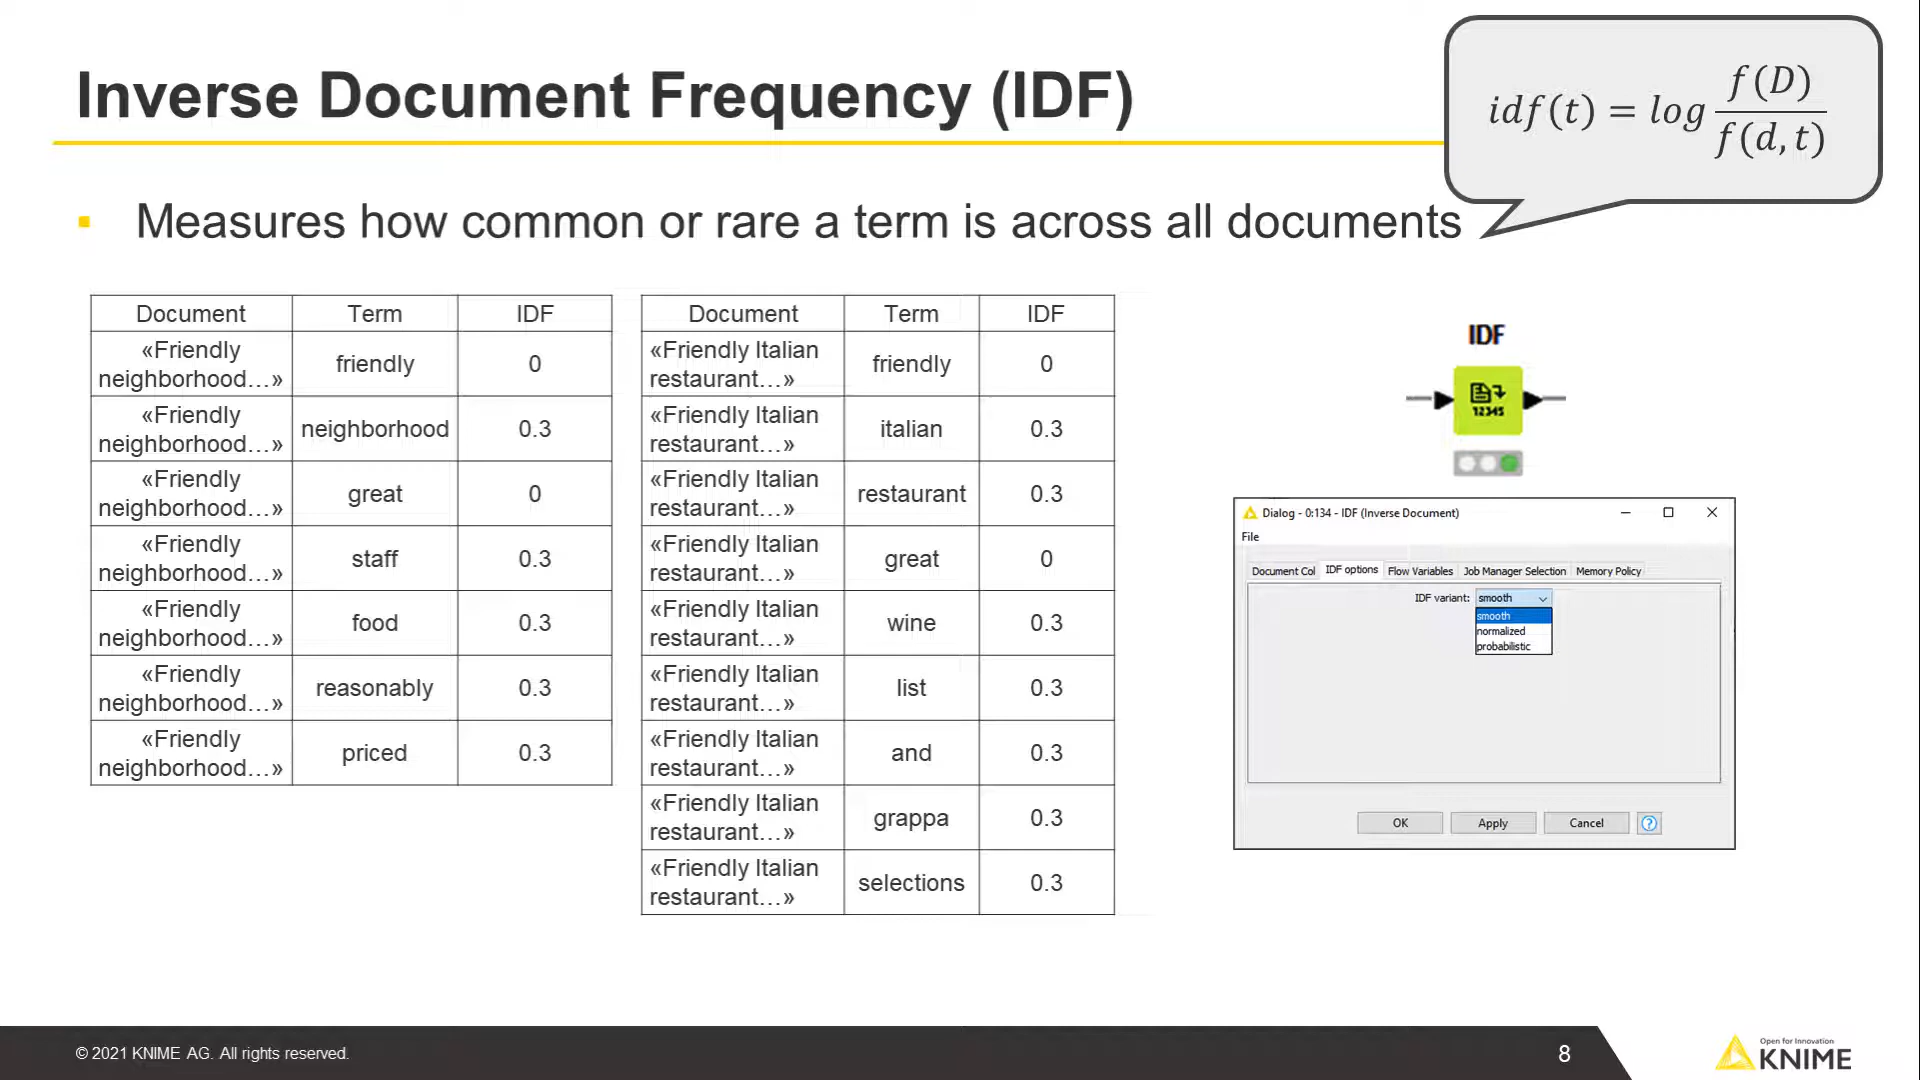 Inverse Document Frequency (IDF)
idf(t) = log f(D) / f(d,t)
▪ Measures how common or rare a term is across all documents
Document Term IDF
«Friendly neighborhood…» friendly 0
«Friendly neighborhood…» neighborhood 0.3
«Friendly neighborhood…» great 0
«Friendly neighborhood…» staff 0.3
«Friendly neighborhood…» food 0.3
«Friendly neighborhood…» reasonably 0.3
«Friendly neighborhood…» priced 0.3
Document Term IDF
«Friendly Italian restaurant…» friendly 0
«Friendly Italian restaurant…» italian 0.3
«Friendly Italian restaurant…» restaurant 0.3
«Friendly Italian restaurant…» great 0
«Friendly Italian restaurant…» wine 0.3
«Friendly Italian restaurant…» list 0.3
«Friendly Italian restaurant…» and 0.3
«Friendly Italian restaurant…» grappa 0.3
«Friendly Italian restaurant…» selections 0.3
IDF
12345
Dialog - 0:134 - IDF (Inverse Document)
File
Document Col IDF options Flow Variables Job Manager Selection Memory Policy
IDF variant: smooth
smooth
normalized
probabilistic
OK Apply Cancel ?
© 2021 KNIME AG. All rights reserved.
8
Open for Innovation
KNIME